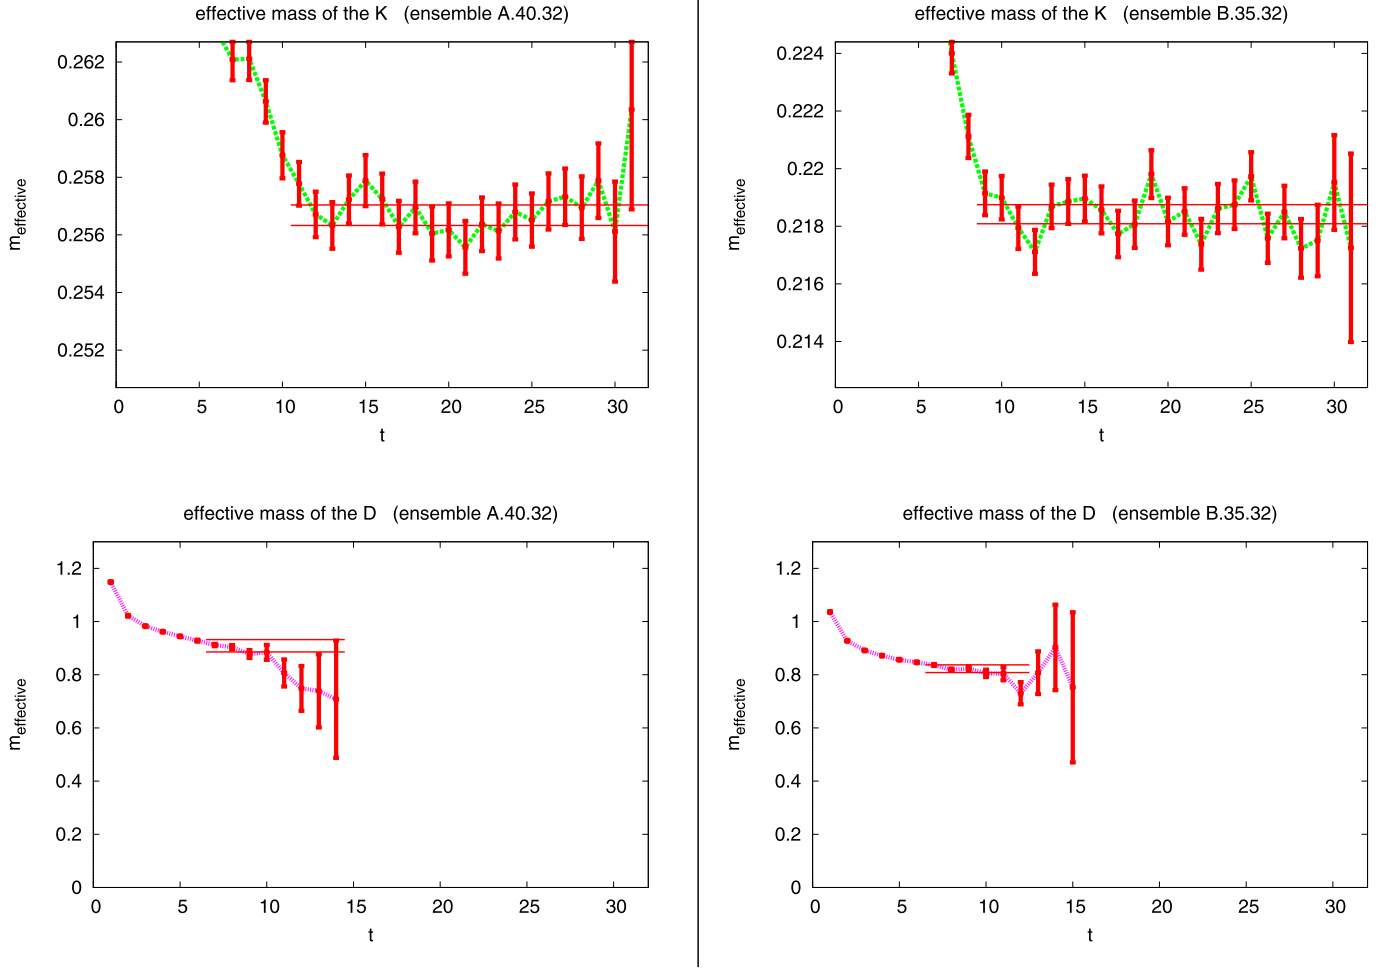 effective mass of the K (ensemble A.40.32)
0.262
0.26
0.258
0.256
0.254
0.252
m_effective
0 5 10 15 20 25 30
t
effective mass of the K (ensemble B.35.32)
0.224
0.222
0.22
0.218
0.216
0.214
m_effective
0 5 10 15 20 25 30
t
effective mass of the D (ensemble A.40.32)
1.2
1
0.8
0.6
0.4
0.2
0
m_effective
0 5 10 15 20 25 30
t
effective mass of the D (ensemble B.35.32)
1.2
1
0.8
0.6
0.4
0.2
0
m_effective
0 5 10 15 20 25 30
t